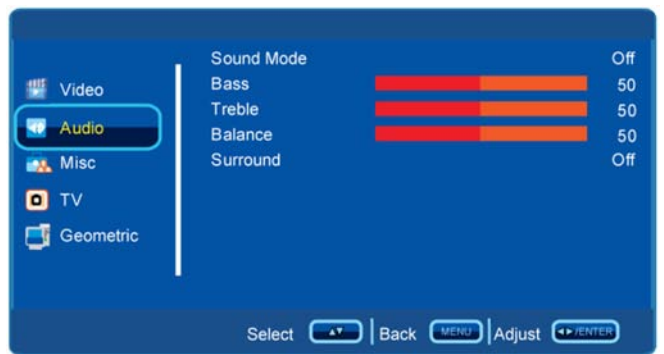 Video
Audio
Misc
TV
Geometric
Sound Mode Off
Bass 50
Treble 50
Balance 50
Surround Off
Select ▲▼ Back MENU Adjust ◄►/ENTER